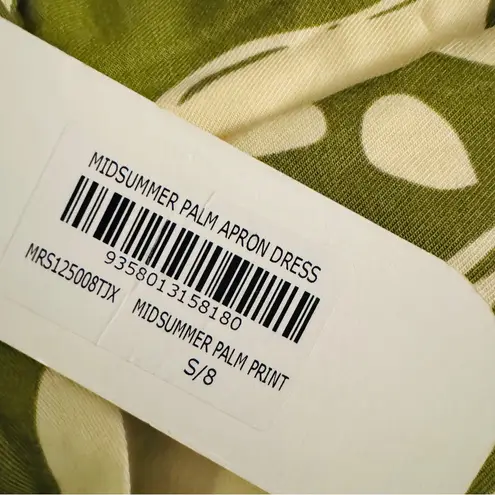 MIDSUMMER PALM APRON DRESS
9358013158180
MRS125008TJX MIDSUMMER PALM PRINT
S/8